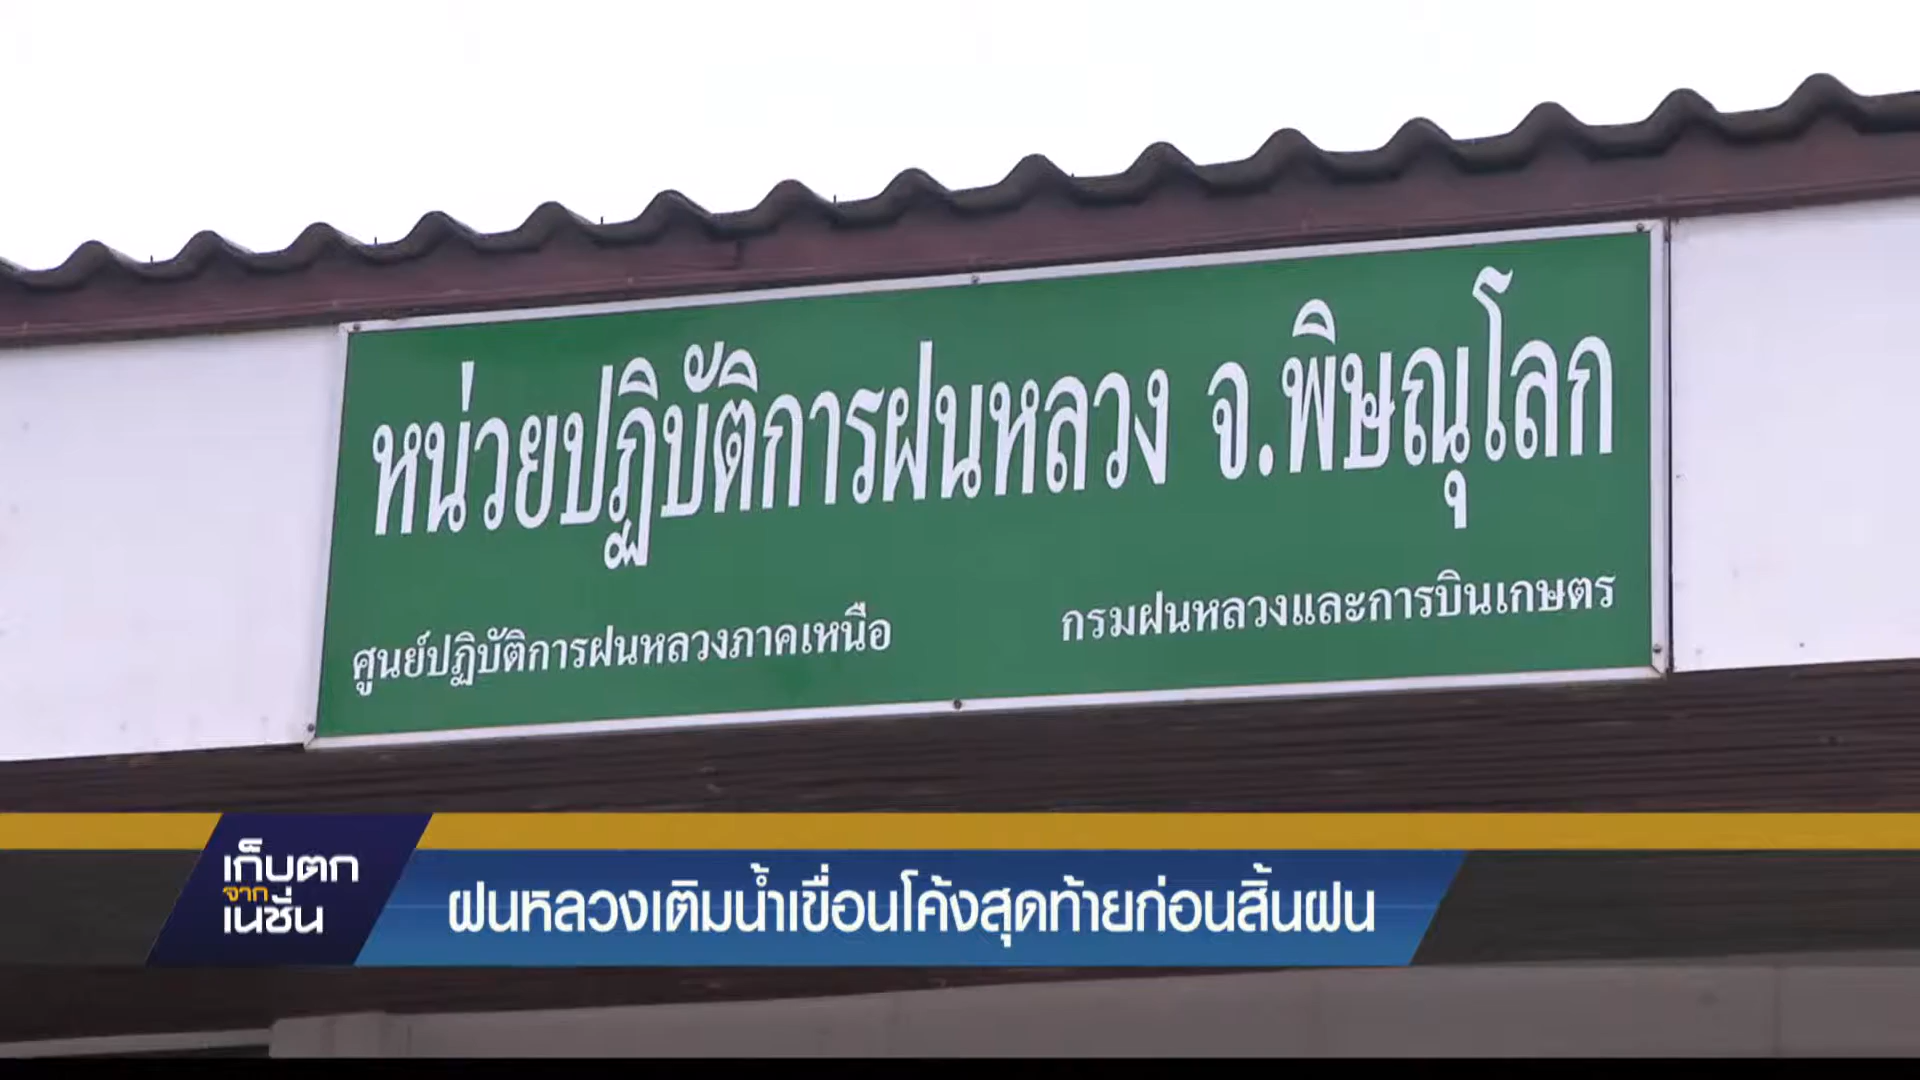 หน่วยปฏิบัติการฝนหลวง จ.พิษณุโลก
ศูนย์ปฏิบัติการฝนหลวงภาคเหนือ
กรมฝนหลวงและการบินเกษตร
เก็บตก
จาก
เนชั่น
ฝนหลวงเติมน้ำเขื่อนโค้งสุดท้ายก่อนสิ้นฝน